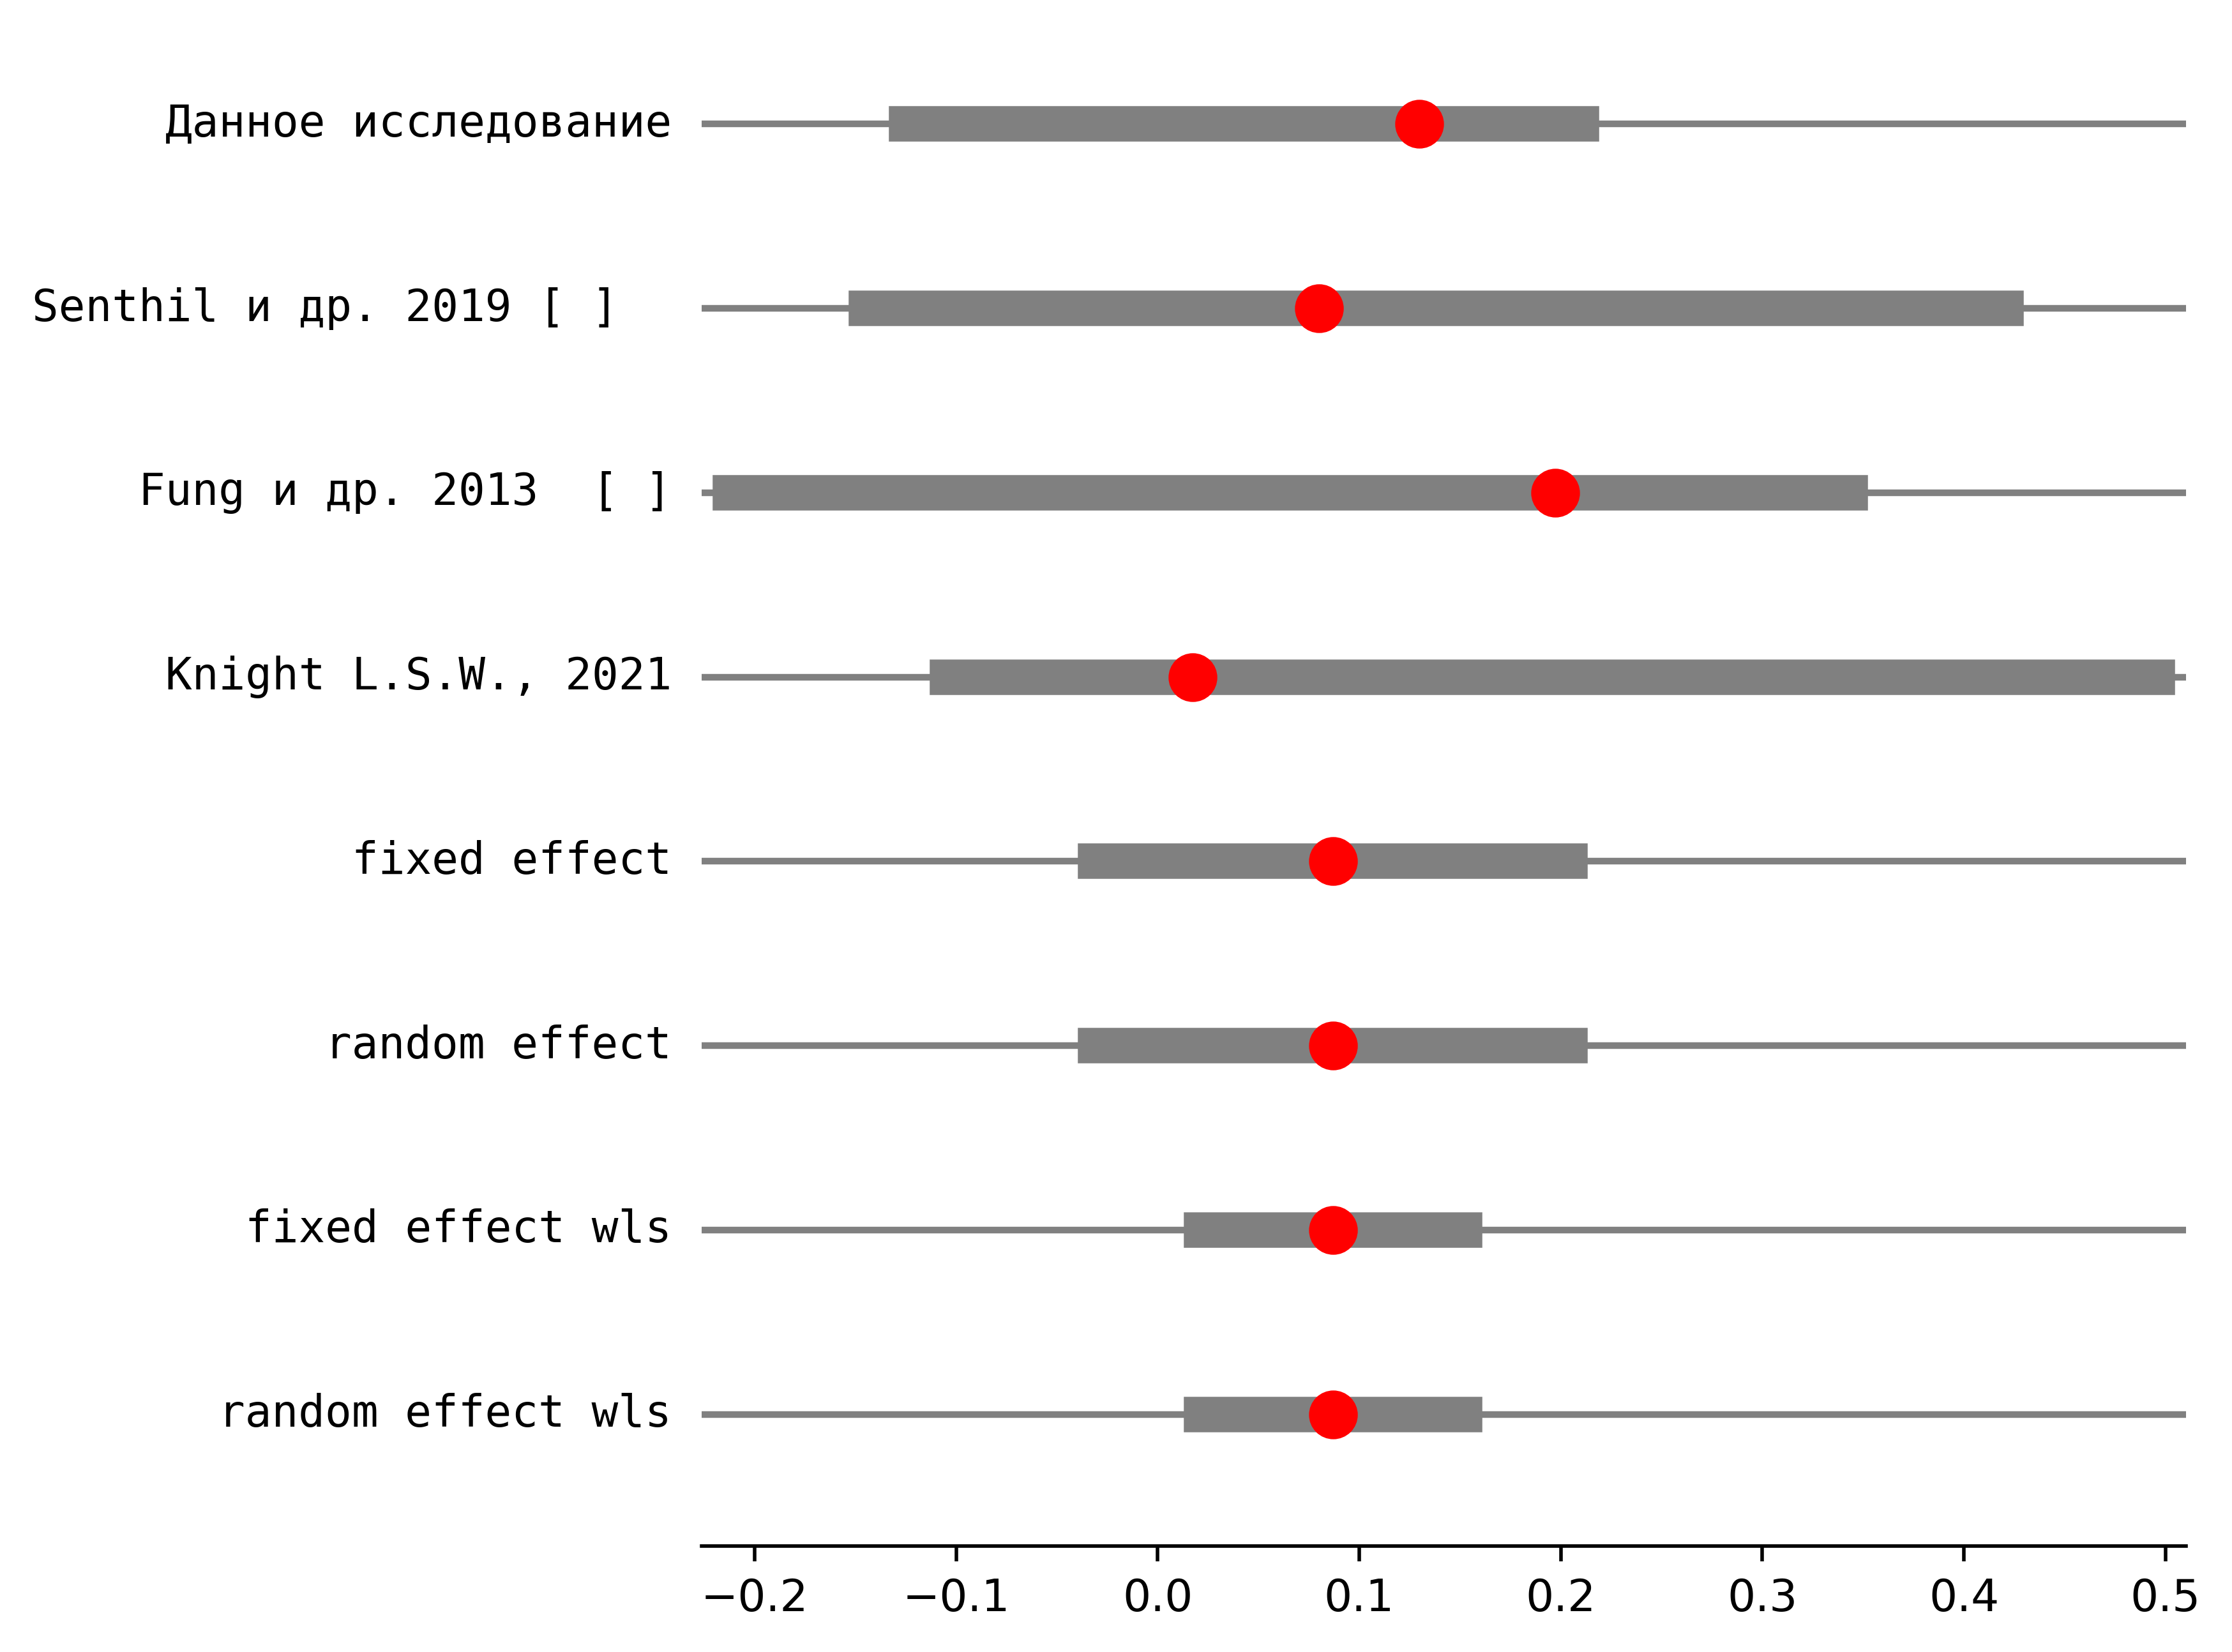 Данное исследование
Senthil и др. 2019 [ ]
Fung и др. 2013  [ ]
Knight L.S.W., 2021
fixed effect
random effect
fixed effect wls
random effect wls
−0.2 −0.1 0.0 0.1 0.2 0.3 0.4 0.5